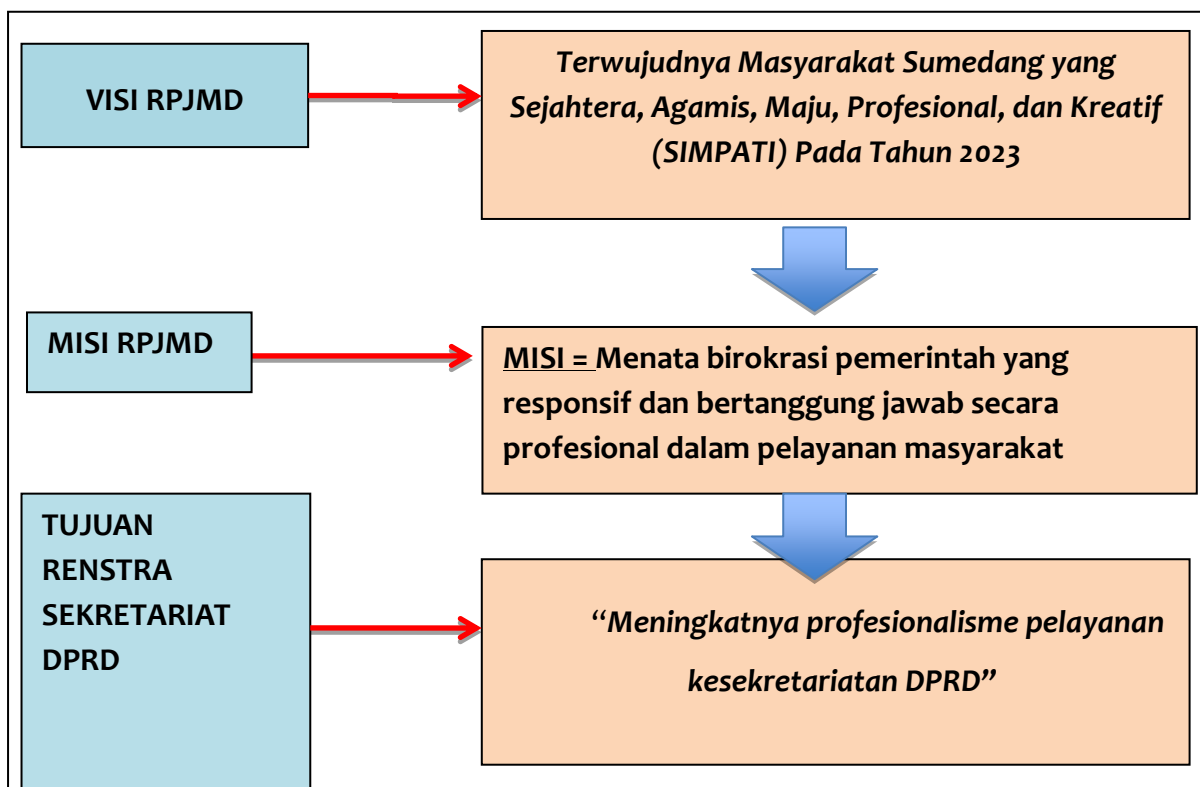 VISI RPJMD
Terwujudnya Masyarakat Sumedang yang
Sejahtera, Agamis, Maju, Profesional, dan Kreatif
(SIMPATI) Pada Tahun 2023
MISI RPJMD
MISI = Menata birokrasi pemerintah yang
responsif dan bertanggung jawab secara
profesional dalam pelayanan masyarakat
TUJUAN
RENSTRA
SEKRETARIAT
DPRD
“Meningkatnya profesionalisme pelayanan
kesekretariatan DPRD”